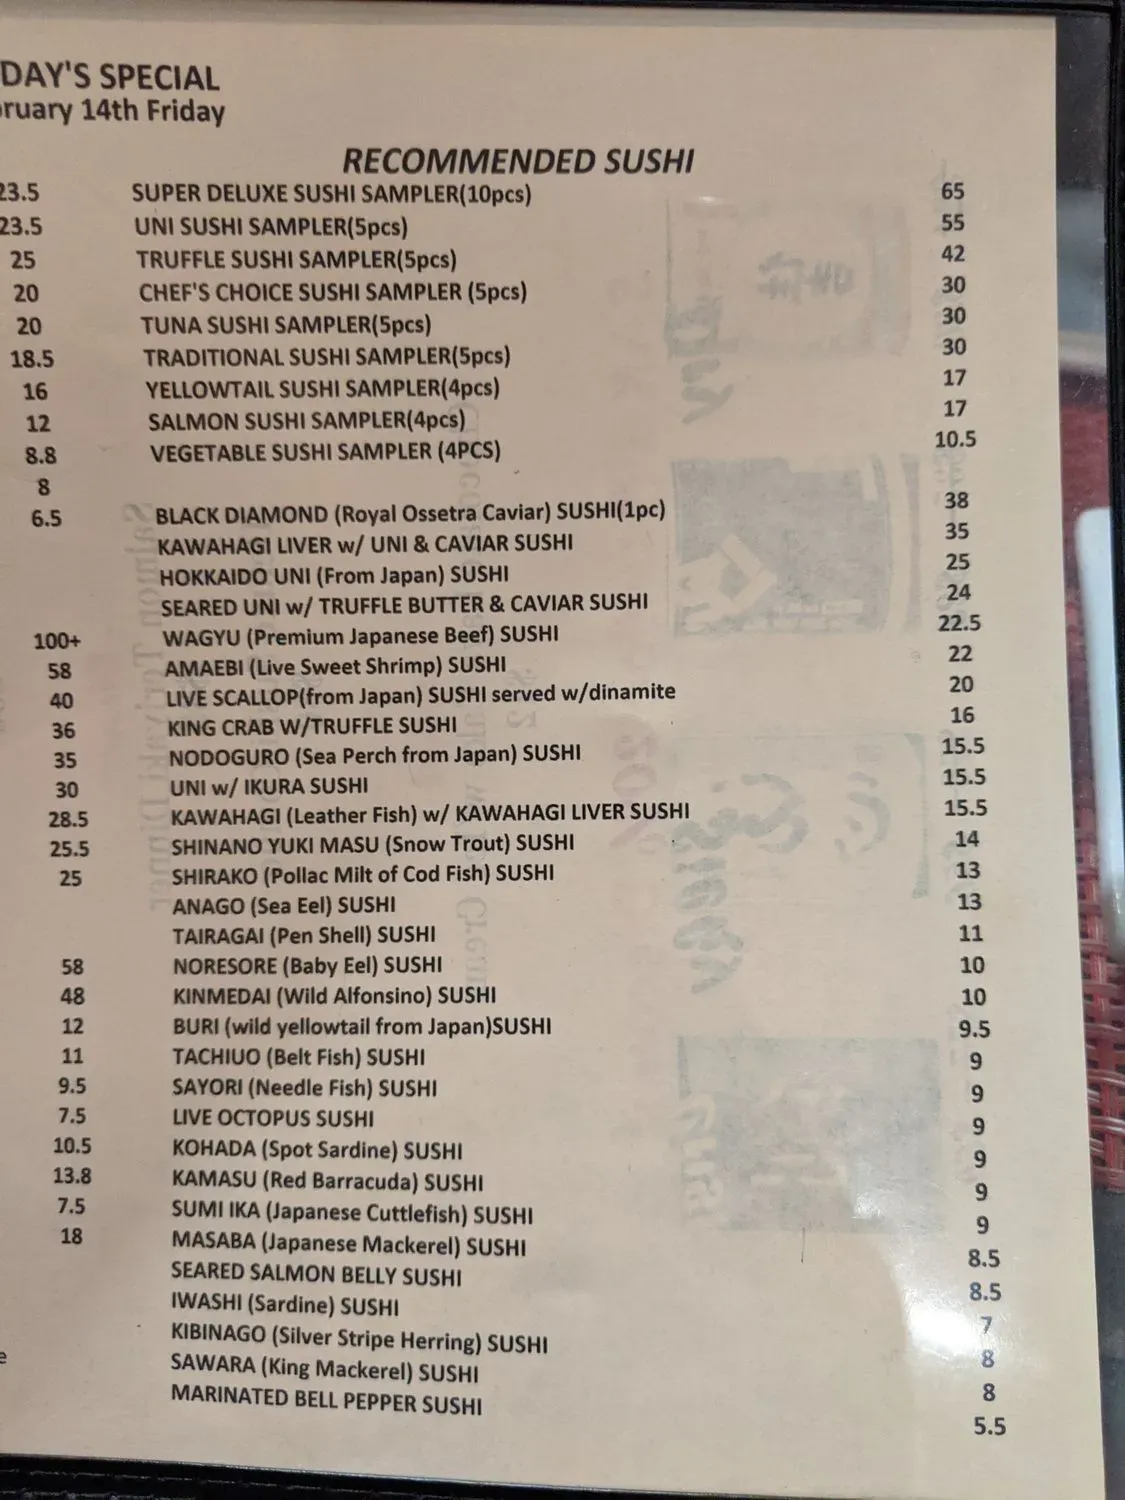 DAY'S SPECIAL
ruary 14th Friday
RECOMMENDED SUSHI
23.5 SUPER DELUXE SUSHI SAMPLER(10pcs) 65
23.5 UNI SUSHI SAMPLER(5pcs) 55
25 TRUFFLE SUSHI SAMPLER(5pcs) 42
20 CHEF'S CHOICE SUSHI SAMPLER (5pcs) 30
20 TUNA SUSHI SAMPLER(5pcs) 30
18.5 TRADITIONAL SUSHI SAMPLER(5pcs) 30
16 YELLOWTAIL SUSHI SAMPLER(4pcs) 17
12 SALMON SUSHI SAMPLER(4pcs) 17
8.8 VEGETABLE SUSHI SAMPLER (4PCS) 10.5
8
6.5 BLACK DIAMOND (Royal Ossetra Caviar) SUSHI(1pc) 38
KAWAHAGI LIVER w/ UNI & CAVIAR SUSHI 35
HOKKAIDO UNI (From Japan) SUSHI 25
SEARED UNI w/ TRUFFLE BUTTER & CAVIAR SUSHI 24
100+ WAGYU (Premium Japanese Beef) SUSHI 22.5
58 AMAEBI (Live Sweet Shrimp) SUSHI 22
40 LIVE SCALLOP(from Japan) SUSHI served w/dinamite 20
36 KING CRAB W/TRUFFLE SUSHI 16
35 NODOGURO (Sea Perch from Japan) SUSHI 15.5
30 UNI w/ IKURA SUSHI 15.5
28.5 KAWAHAGI (Leather Fish) w/ KAWAHAGI LIVER SUSHI 15.5
25.5 SHINANO YUKI MASU (Snow Trout) SUSHI 14
25 SHIRAKO (Pollac Milt of Cod Fish) SUSHI 13
ANAGO (Sea Eel) SUSHI 13
TAIRAGAI (Pen Shell) SUSHI 11
58 NORESORE (Baby Eel) SUSHI 10
48 KINMEDAI (Wild Alfonsino) SUSHI 10
12 BURI (wild yellowtail from Japan)SUSHI 9.5
11 TACHIUO (Belt Fish) SUSHI 9
9.5 SAYORI (Needle Fish) SUSHI 9
7.5 LIVE OCTOPUS SUSHI 9
10.5 KOHADA (Spot Sardine) SUSHI 9
13.8 KAMASU (Red Barracuda) SUSHI 9
7.5 SUMI IKA (Japanese Cuttlefish) SUSHI 9
18 MASABA (Japanese Mackerel) SUSHI 8.5
SEARED SALMON BELLY SUSHI 8.5
IWASHI (Sardine) SUSHI 7
KIBINAGO (Silver Stripe Herring) SUSHI 8
e SAWARA (King Mackerel) SUSHI 8
MARINATED BELL PEPPER SUSHI 5.5